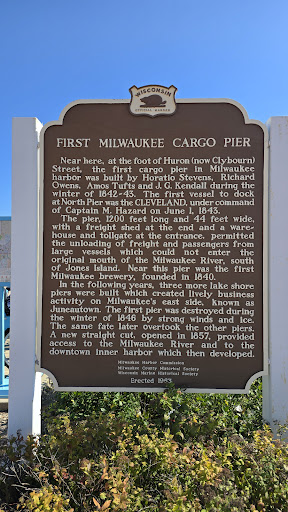 WISCONSIN
OFFICIAL MARKER
FIRST MILWAUKEE CARGO PIER
Near here, at the foot of Huron (now Clybourn)
Street, the first cargo pier in Milwaukee
harbor was built by Horatio Stevens, Richard
Owens, Amos Tufts and J. G. Kendall during the
winter of 1842-43. The first vessel to dock
at North Pier was the CLEVELAND, under command
of Captain M. Hazard on June 1, 1843.
The pier, 1200 feet long and 44 feet wide,
with a freight shed at the end and a ware-
house and tollgate at the entrance, permitted
the unloading of freight and passengers from
large vessels which could not enter the
original mouth of the Milwaukee River, south
of Jones Island. Near this pier was the first
Milwaukee brewery, founded in 1840.
In the following years, three more lake shore
piers were built which created lively business
activity on Milwaukee's east side, known as
Juneautown. The first pier was destroyed during
the winter of 1846 by strong winds and ice.
The same fate later overtook the other piers.
A new straight cut, opened in 1857, provided
access to the Milwaukee River and to the
downtown inner harbor which then developed.
Milwaukee Harbor Commission
Milwaukee County Historical Society
Wisconsin Marine Historical Society
Erected